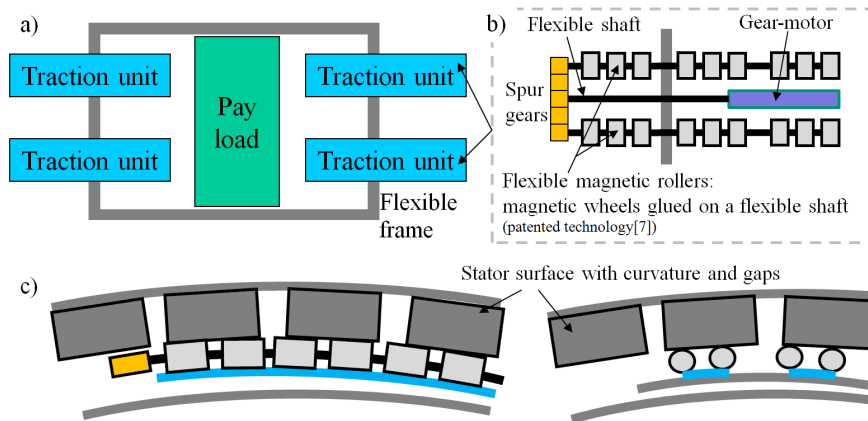 a)
Traction unit
Traction unit
Pay
load
Traction unit
Traction unit
Flexible
frame
b)
Flexible shaft
Gear-motor
Spur
gears
Flexible magnetic rollers:
magnetic wheels glued on a flexible shaft
(patented technology[7])
c)
Stator surface with curvature and gaps